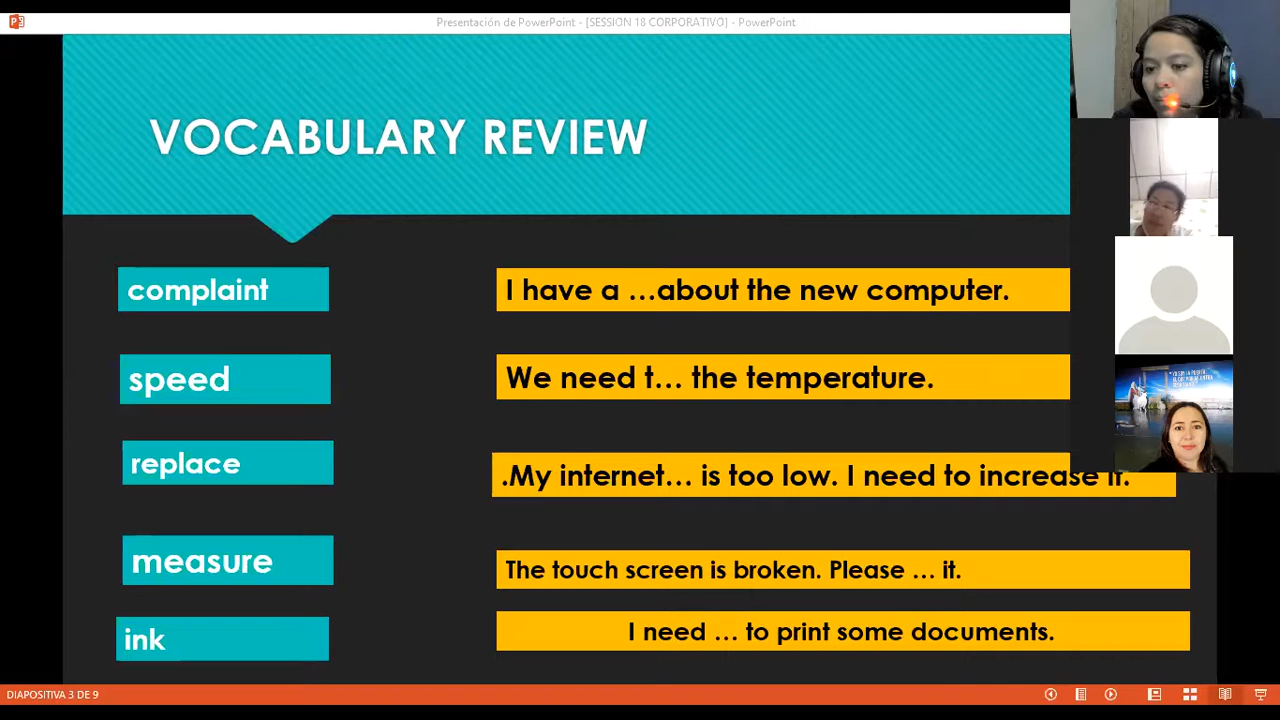 Presentación de PowerPoint - [SESSION 18 CORPORATIVO] - PowerPoint
VOCABULARY REVIEW
complaint
I have a …about the new computer.
speed
We need t… the temperature.
replace
.My internet… is too low. I need to increase it.
measure
The touch screen is broken. Please … it.
ink
I need … to print some documents.
DIAPOSITIVA 3 DE 9